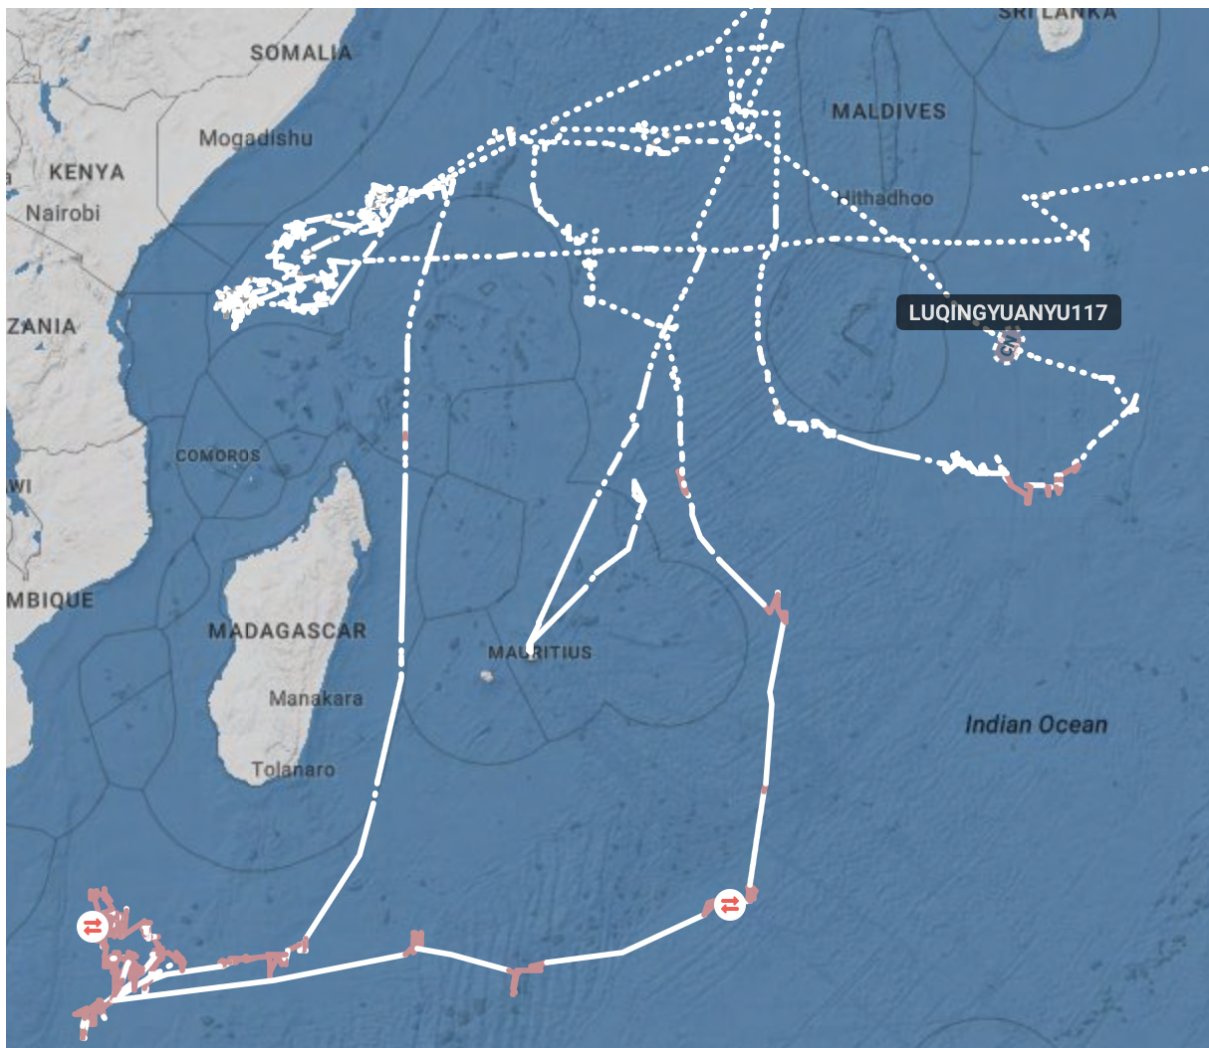 SRI LANKA
SOMALIA
MALDIVES
Mogadishu
KENYA
Hithadhoo
Nairobi
LUQINGYUANYU117
ZANIA
CN
COMOROS
WI
MBIQUE
MADAGASCAR
MAURITIUS
Manakara
Indian Ocean
Tolanaro